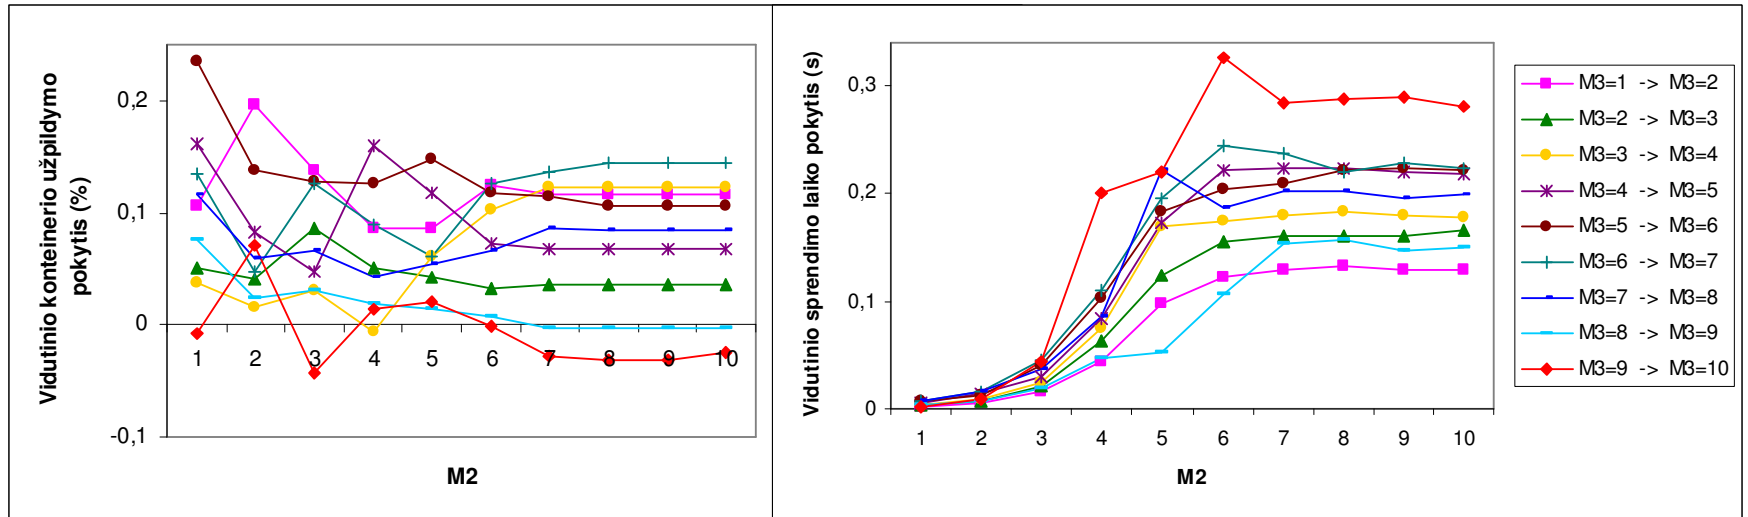 Vidutinio konteinerio užpildymo
pokytis (%)
0,2
0,1
0
-0,1
1 2 3 4 5 6 7 8 9 10
M2
Vidutinio sprendimo laiko pokytis (s)
0,3
0,2
0,1
0
1 2 3 4 5 6 7 8 9 10
M2
M3=1 -> M3=2
M3=2 -> M3=3
M3=3 -> M3=4
M3=4 -> M3=5
M3=5 -> M3=6
M3=6 -> M3=7
M3=7 -> M3=8
M3=8 -> M3=9
M3=9 -> M3=10